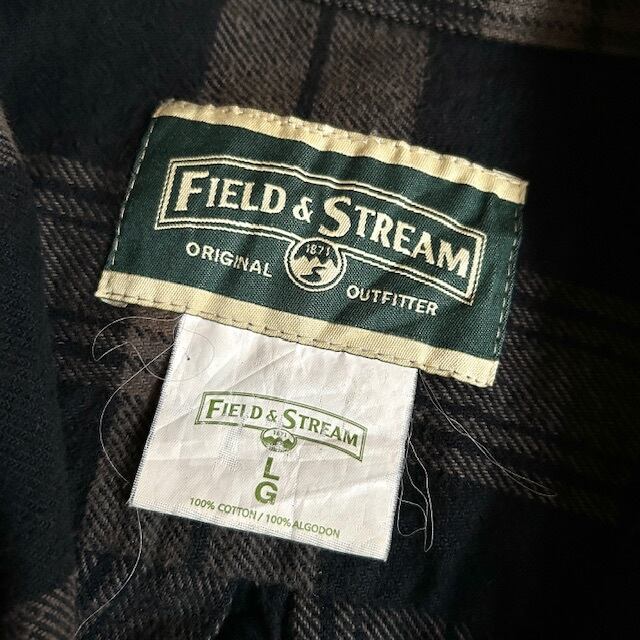 FIELD & STREAM
1871
ORIGINAL OUTFITTER
FIELD & STREAM
L
G
100% COTTON / 100% ALGODON